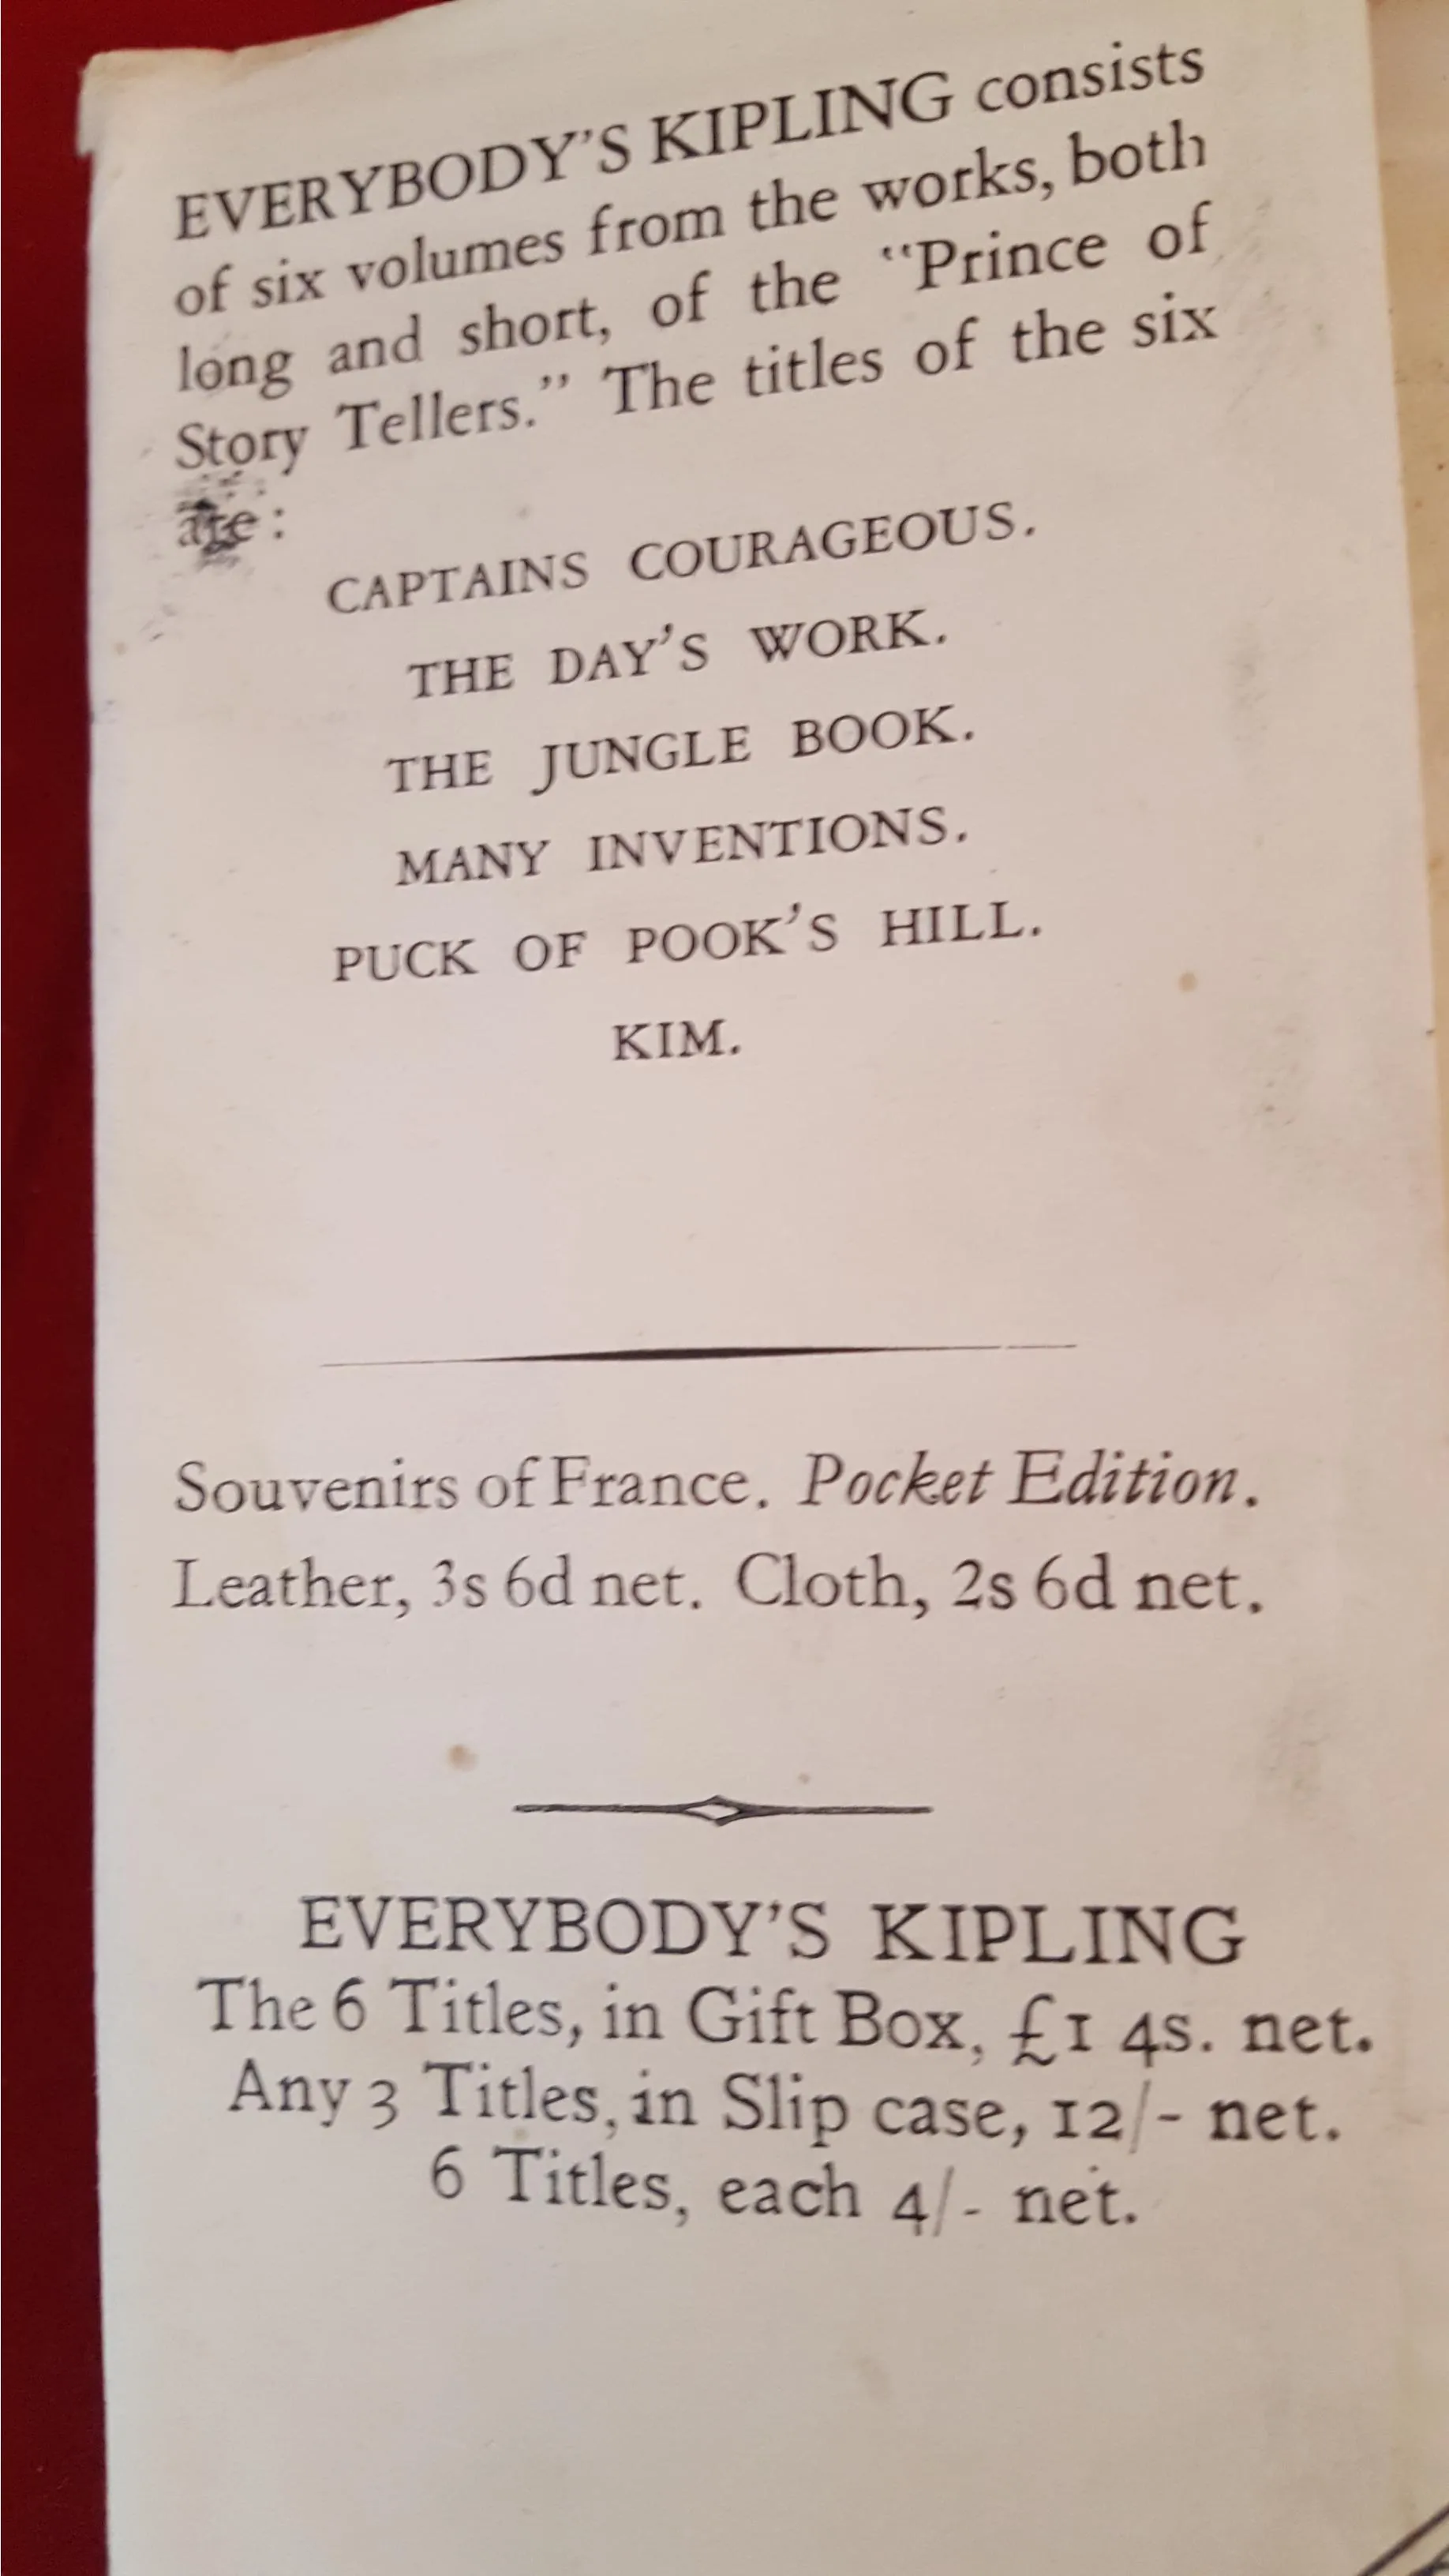 EVERYBODY'S KIPLING consists
of six volumes from the works, both
long and short, of the "Prince of
Story Tellers." The titles of the six
are:
CAPTAINS COURAGEOUS.
THE DAY'S WORK.
THE JUNGLE BOOK.
MANY INVENTIONS.
PUCK OF POOK'S HILL.
KIM.
Souvenirs of France. Pocket Edition.
Leather, 3s 6d net. Cloth, 2s 6d net.
EVERYBODY'S KIPLING
The 6 Titles, in Gift Box, £1 4s. net.
Any 3 Titles, in Slip case, 12/- net.
6 Titles, each 4/- net.